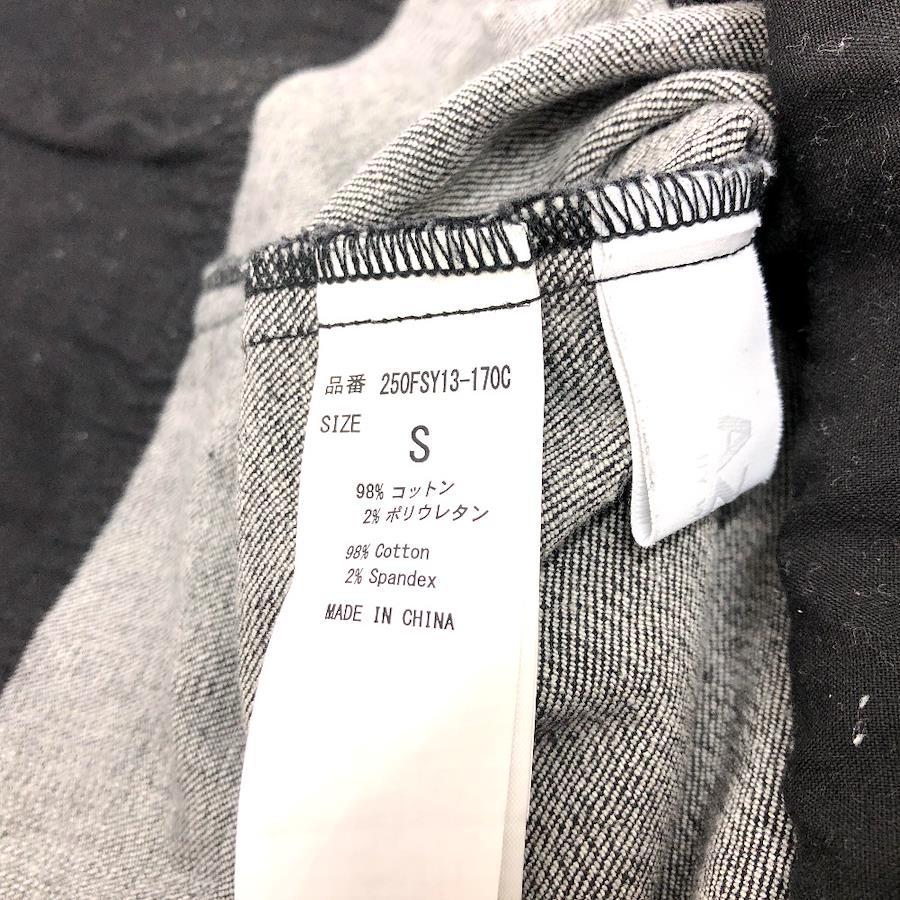 品番 250FSY13-170C
SIZE
S
98% コットン
2% ポリウレタン
98% Cotton
2% Spandex
MADE IN CHINA